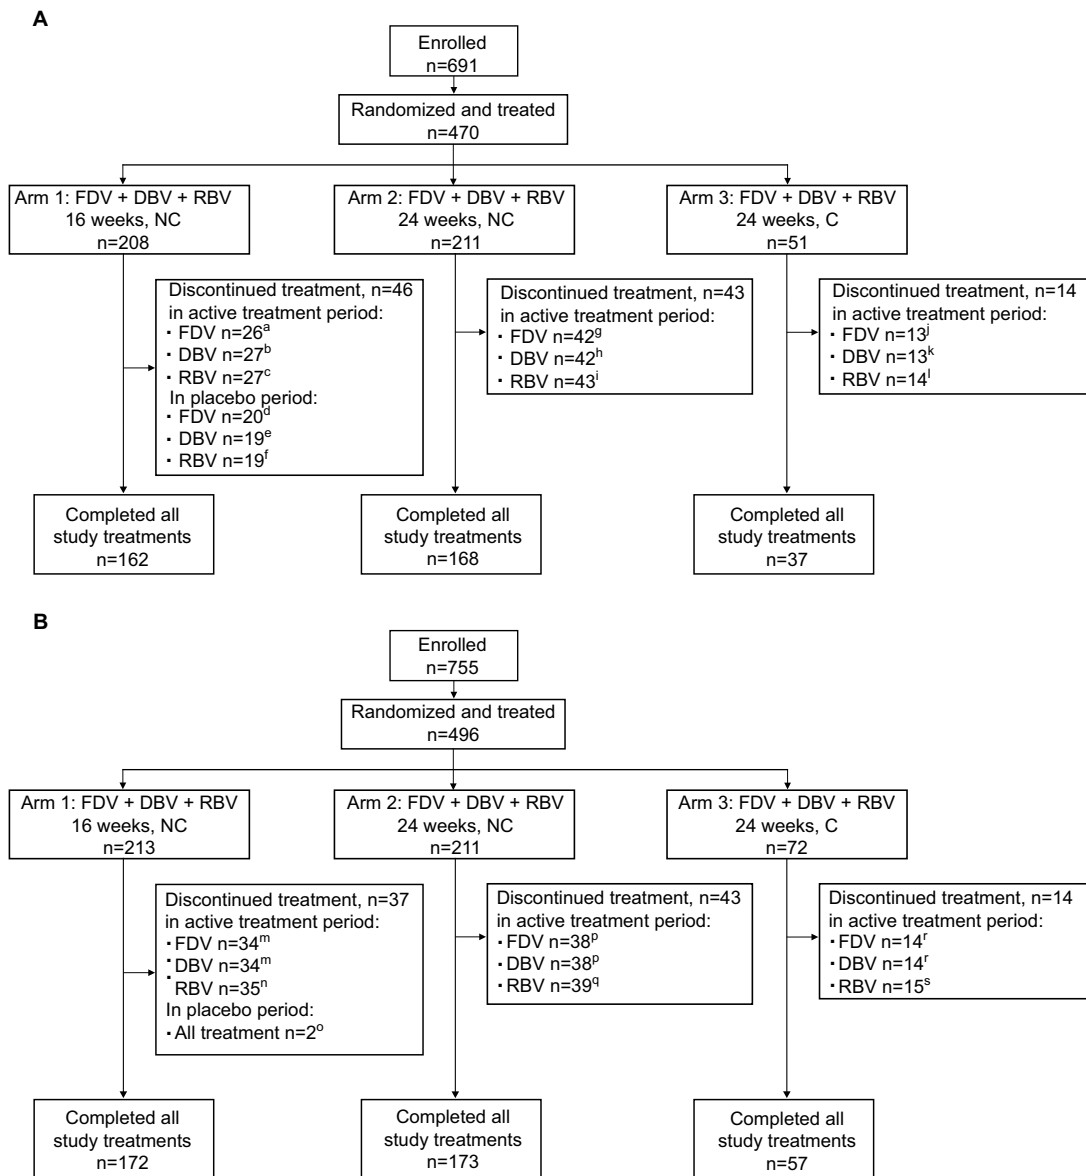 A
Enrolled
n=691
Randomized and treated
n=470
Arm 1: FDV + DBV + RBV
16 weeks, NC
n=208
Arm 2: FDV + DBV + RBV
24 weeks, NC
n=211
Arm 3: FDV + DBV + RBV
24 weeks, C
n=51
Discontinued treatment, n=46
in active treatment period:
· FDV n=26a
· DBV n=27b
· RBV n=27c
In placebo period:
· FDV n=20d
· DBV n=19e
· RBV n=19f
Discontinued treatment, n=43
in active treatment period:
· FDV n=42g
· DBV n=42h
· RBV n=43i
Discontinued treatment, n=14
in active treatment period:
· FDV n=13j
· DBV n=13k
· RBV n=14l
Completed all
study treatments
n=162
Completed all
study treatments
n=168
Completed all
study treatments
n=37
B
Enrolled
n=755
Randomized and treated
n=496
Arm 1: FDV + DBV + RBV
16 weeks, NC
n=213
Arm 2: FDV + DBV + RBV
24 weeks, NC
n=211
Arm 3: FDV + DBV + RBV
24 weeks, C
n=72
Discontinued treatment, n=37
in active treatment period:
· FDV n=34m
· DBV n=34m
· RBV n=35n
In placebo period:
· All treatment n=2o
Discontinued treatment, n=43
in active treatment period:
· FDV n=38p
· DBV n=38p
· RBV n=39q
Discontinued treatment, n=14
in active treatment period:
· FDV n=14r
· DBV n=14r
· RBV n=15s
Completed all
study treatments
n=172
Completed all
study treatments
n=173
Completed all
study treatments
n=57